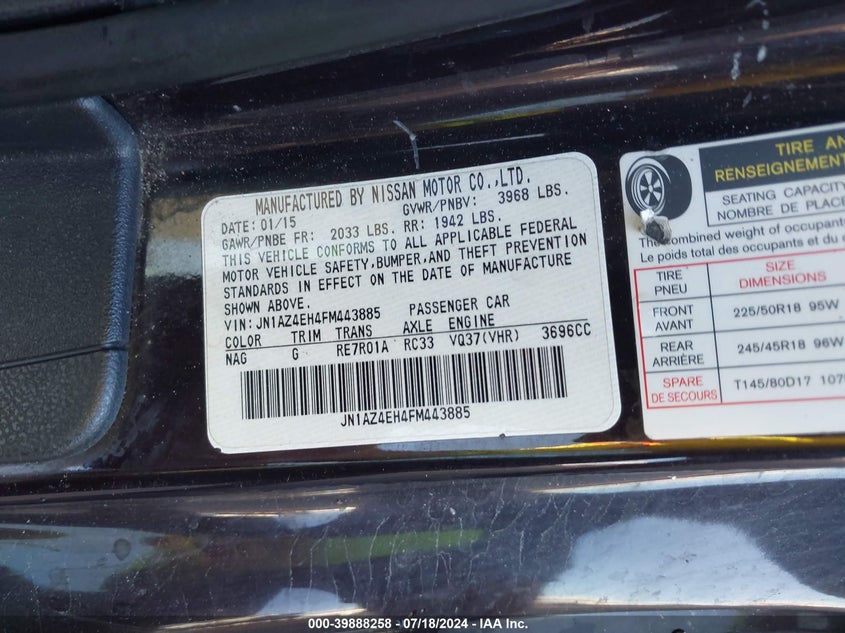 MANUFACTURED BY NISSAN MOTOR CO.,LTD.
DATE: 01/15 GVWR/PNBV: 3968 LBS.
GAWR/PNBE FR: 2033 LBS. RR: 1942 LBS.
THIS VEHICLE CONFORMS TO ALL APPLICABLE FEDERAL
MOTOR VEHICLE SAFETY,BUMPER,AND THEFT PREVENTION
STANDARDS IN EFFECT ON THE DATE OF MANUFACTURE
SHOWN ABOVE.
VIN: JN1AZ4EH4FM443885 PASSENGER CAR
COLOR TRIM TRANS AXLE ENGINE
NAG G RE7R01A RC33 VQ37(VHR) 3696CC
JN1AZ4EH4FM443885
TIRE
RENSEIGNEMENT
SEATING CAPACITY
NOMBRE DE PLACE
The combined weight of occupants
Le poids total des occupants et du
TIRE PNEU
SIZE DIMENSIONS
FRONT AVANT
225/50R18 95W
REAR ARRIÈRE
245/45R18 96W
SPARE DE SECOURS
T145/80D17 107
000-39888258 - 07/18/2024 - IAA Inc.